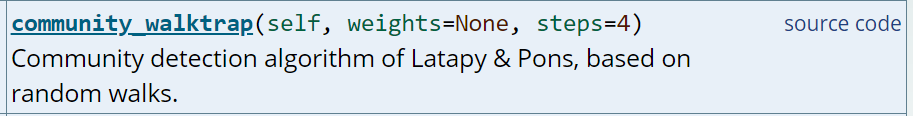 community_walktrap(self, weights=None, steps=4) source code
Community detection algorithm of Latapy & Pons, based on
random walks.